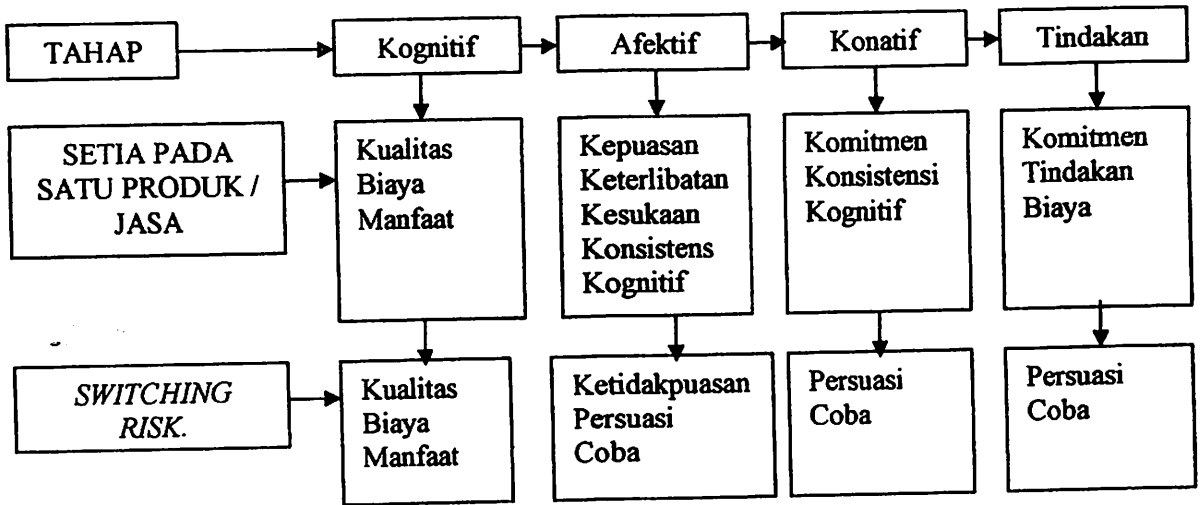 TAHAP
Kognitif
Afektif
Konatif
Tindakan
SETIA PADA
SATU PRODUK /
JASA
Kualitas
Biaya
Manfaat
Kepuasan
Keterlibatan
Kesukaan
Konsistens
Kognitif
Komitmen
Konsistensi
Kognitif
Komitmen
Tindakan
Biaya
SWITCHING
RISK.
Kualitas
Biaya
Manfaat
Ketidakpuasan
Persuasi
Coba
Persuasi
Coba
Persuasi
Coba